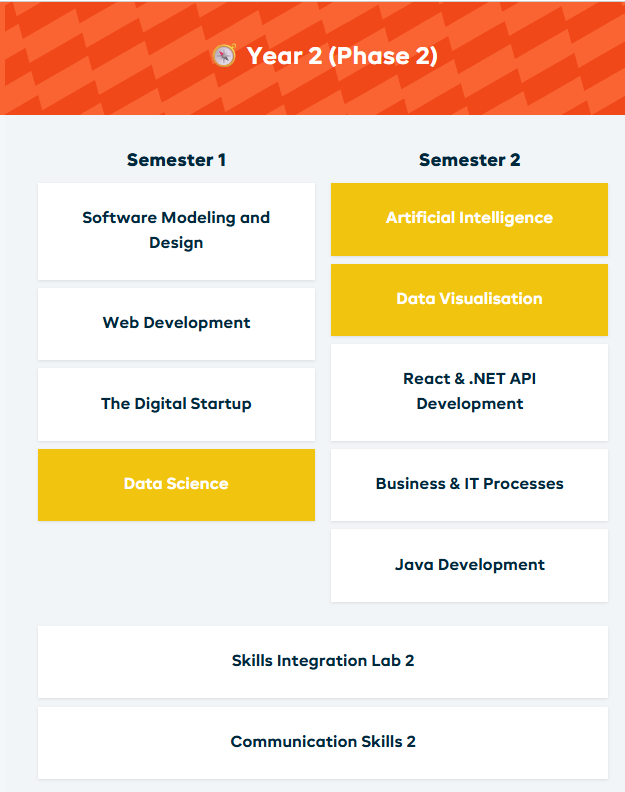 Year 2 (Phase 2)
Semester 1
Software Modeling and
Design
Web Development
The Digital Startup
Data Science
Semester 2
Artificial Intelligence
Data Visualisation
React & .NET API
Development
Business & IT Processes
Java Development
Skills Integration Lab 2
Communication Skills 2